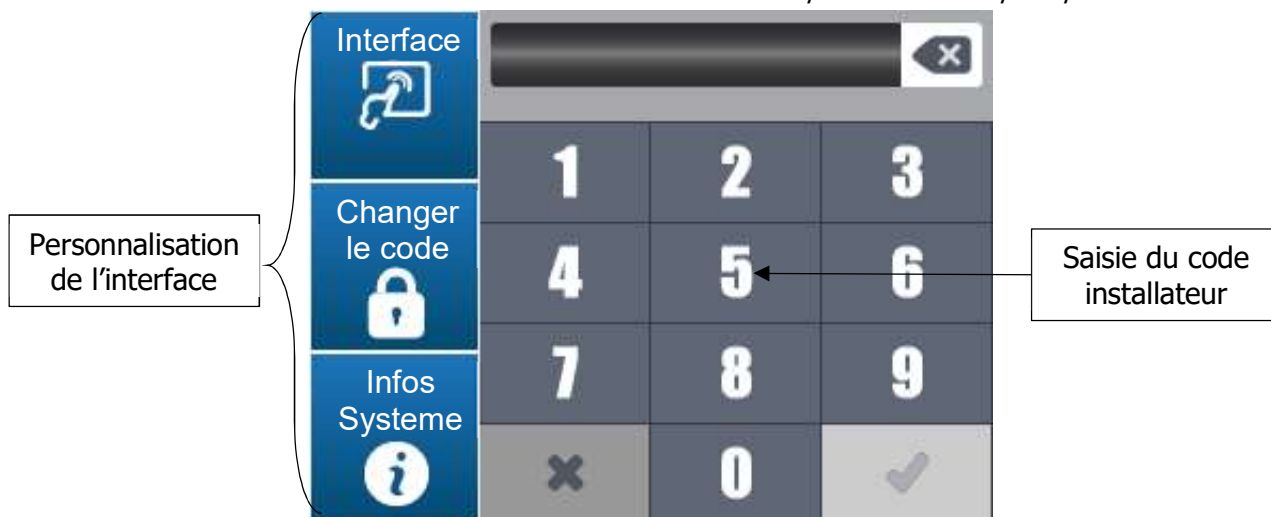 Interface
Changer
le code
Infos
Systeme
i
1 2 3
4 5 6
7 8 9
0
Personnalisation
de l'interface
Saisie du code
installateur